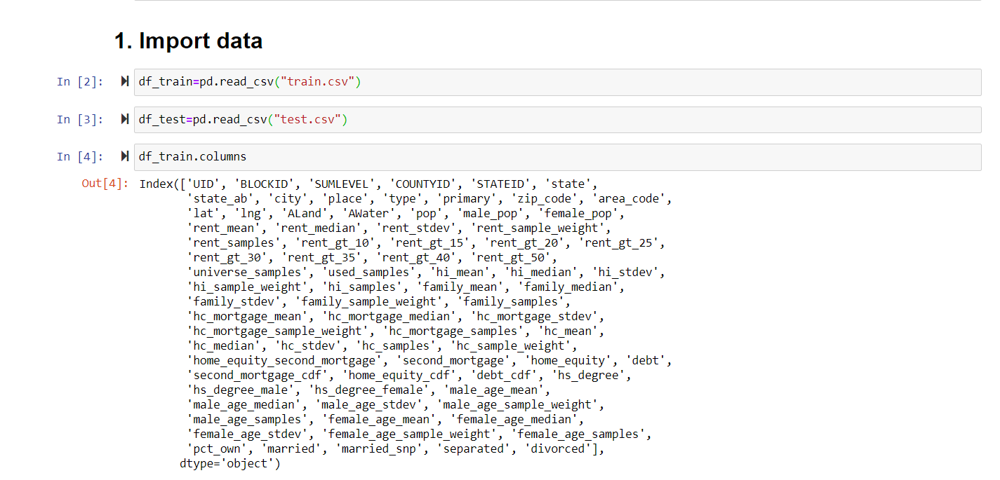 1. Import data
In [2]: df_train=pd.read_csv("train.csv")
In [3]: df_test=pd.read_csv("test.csv")
In [4]: df_train.columns
Out[4]: Index(['UID', 'BLOCKID', 'SUMLEVEL', 'COUNTYID', 'STATEID', 'state',
'state_ab', 'city', 'place', 'type', 'primary', 'zip_code', 'area_code',
'lat', 'lng', 'ALand', 'AWater', 'pop', 'male_pop', 'female_pop',
'rent_mean', 'rent_median', 'rent_stdev', 'rent_sample_weight',
'rent_samples', 'rent_gt_10', 'rent_gt_15', 'rent_gt_20', 'rent_gt_25',
'rent_gt_30', 'rent_gt_35', 'rent_gt_40', 'rent_gt_50',
'universe_samples', 'used_samples', 'hi_mean', 'hi_median', 'hi_stdev',
'hi_sample_weight', 'hi_samples', 'family_mean', 'family_median',
'family_stdev', 'family_sample_weight', 'family_samples',
'hc_mortgage_mean', 'hc_mortgage_median', 'hc_mortgage_stdev',
'hc_mortgage_sample_weight', 'hc_mortgage_samples', 'hc_mean',
'hc_median', 'hc_stdev', 'hc_samples', 'hc_sample_weight',
'home_equity_second_mortgage', 'second_mortgage', 'home_equity', 'debt',
'second_mortgage_cdf', 'home_equity_cdf', 'debt_cdf', 'hs_degree',
'hs_degree_male', 'hs_degree_female', 'male_age_mean',
'male_age_median', 'male_age_stdev', 'male_age_sample_weight',
'male_age_samples', 'female_age_mean', 'female_age_median',
'female_age_stdev', 'female_age_sample_weight', 'female_age_samples',
'pct_own', 'married', 'married_snp', 'separated', 'divorced'],
dtype='object')